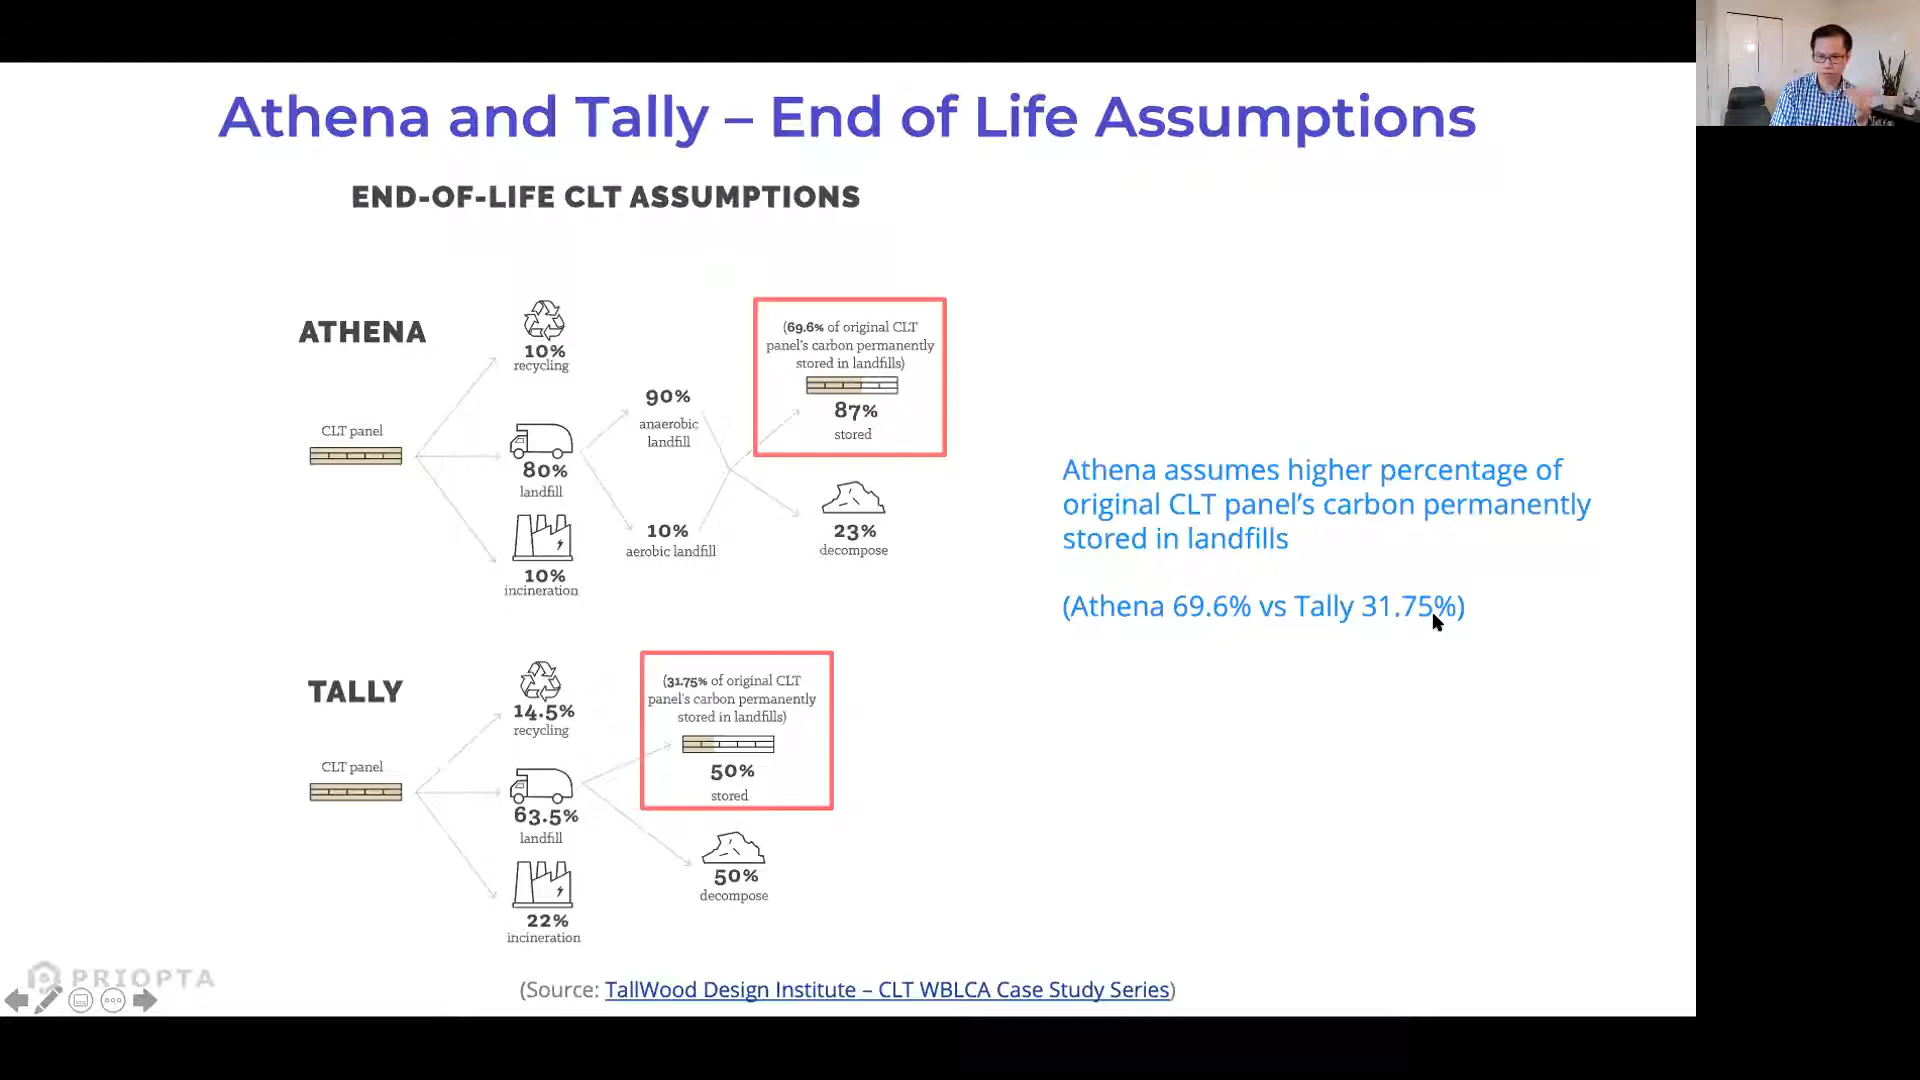 Athena and Tally – End of Life Assumptions
END-OF-LIFE CLT ASSUMPTIONS
ATHENA
CLT panel
10%
recycling
80%
landfill
10%
incineration
90%
anaerobic
landfill
10%
aerobic landfill
(69.6% of original CLT
panel's carbon permanently
stored in landfills)
87%
stored
23%
decompose
Athena assumes higher percentage of
original CLT panel's carbon permanently
stored in landfills
(Athena 69.6% vs Tally 31.75%)
TALLY
CLT panel
14.5%
recycling
63.5%
landfill
22%
incineration
(31.75% of original CLT
panel's carbon permanently
stored in landfills)
50%
stored
50%
decompose
PRIOPTA
(Source: TallWood Design Institute – CLT WBLCA Case Study Series)